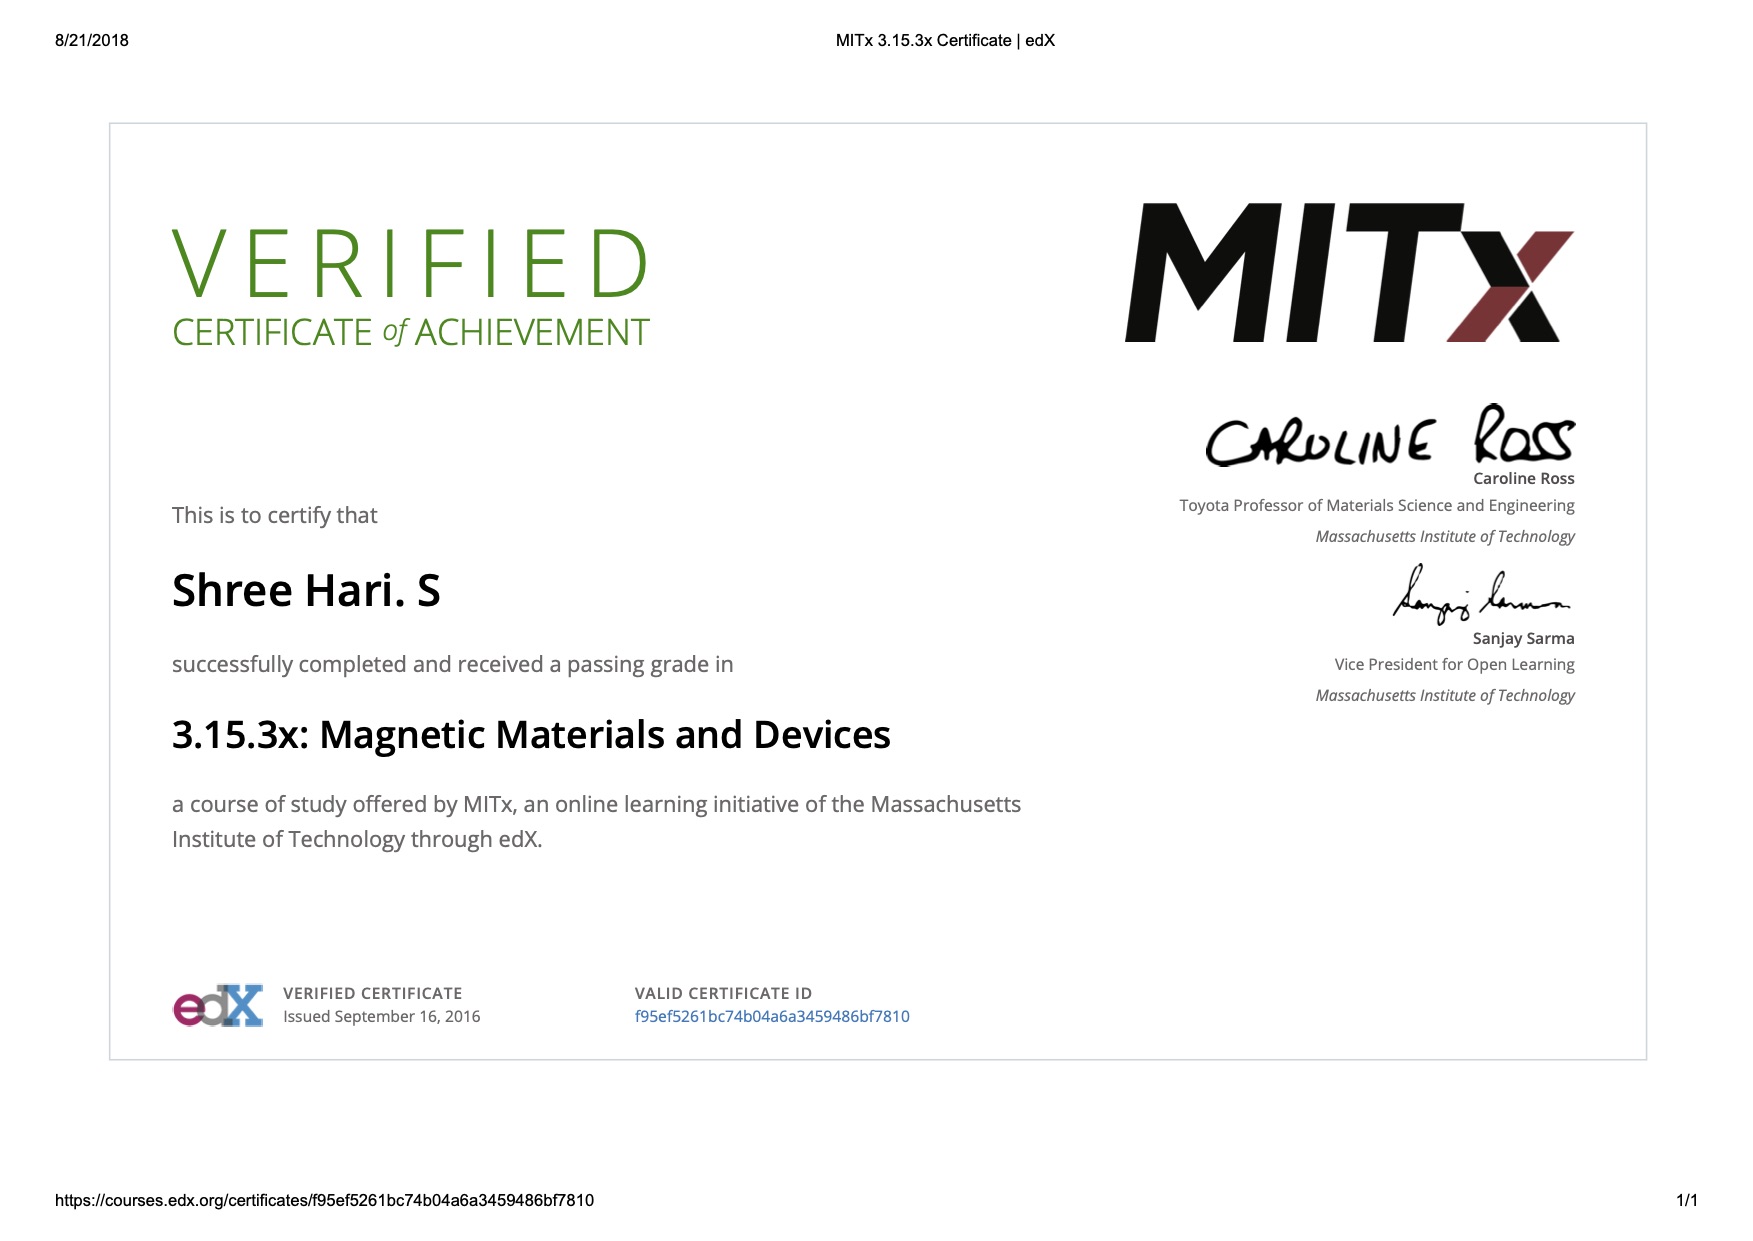 8/21/2018
MITx 3.15.3x Certificate | edX
VERIFIED
CERTIFICATE of ACHIEVEMENT
MITx
CAROLINE ROSS
Caroline Ross
Toyota Professor of Materials Science and Engineering
Massachusetts Institute of Technology
Sanjay Sarma
Sanjay Sarma
Vice President for Open Learning
Massachusetts Institute of Technology
This is to certify that
Shree Hari. S
successfully completed and received a passing grade in
3.15.3x: Magnetic Materials and Devices
a course of study offered by MITx, an online learning initiative of the Massachusetts
Institute of Technology through edX.
edX
VERIFIED CERTIFICATE
Issued September 16, 2016
VALID CERTIFICATE ID
f95ef5261bc74b04a6a3459486bf7810
https://courses.edx.org/certificates/f95ef5261bc74b04a6a3459486bf7810
1/1